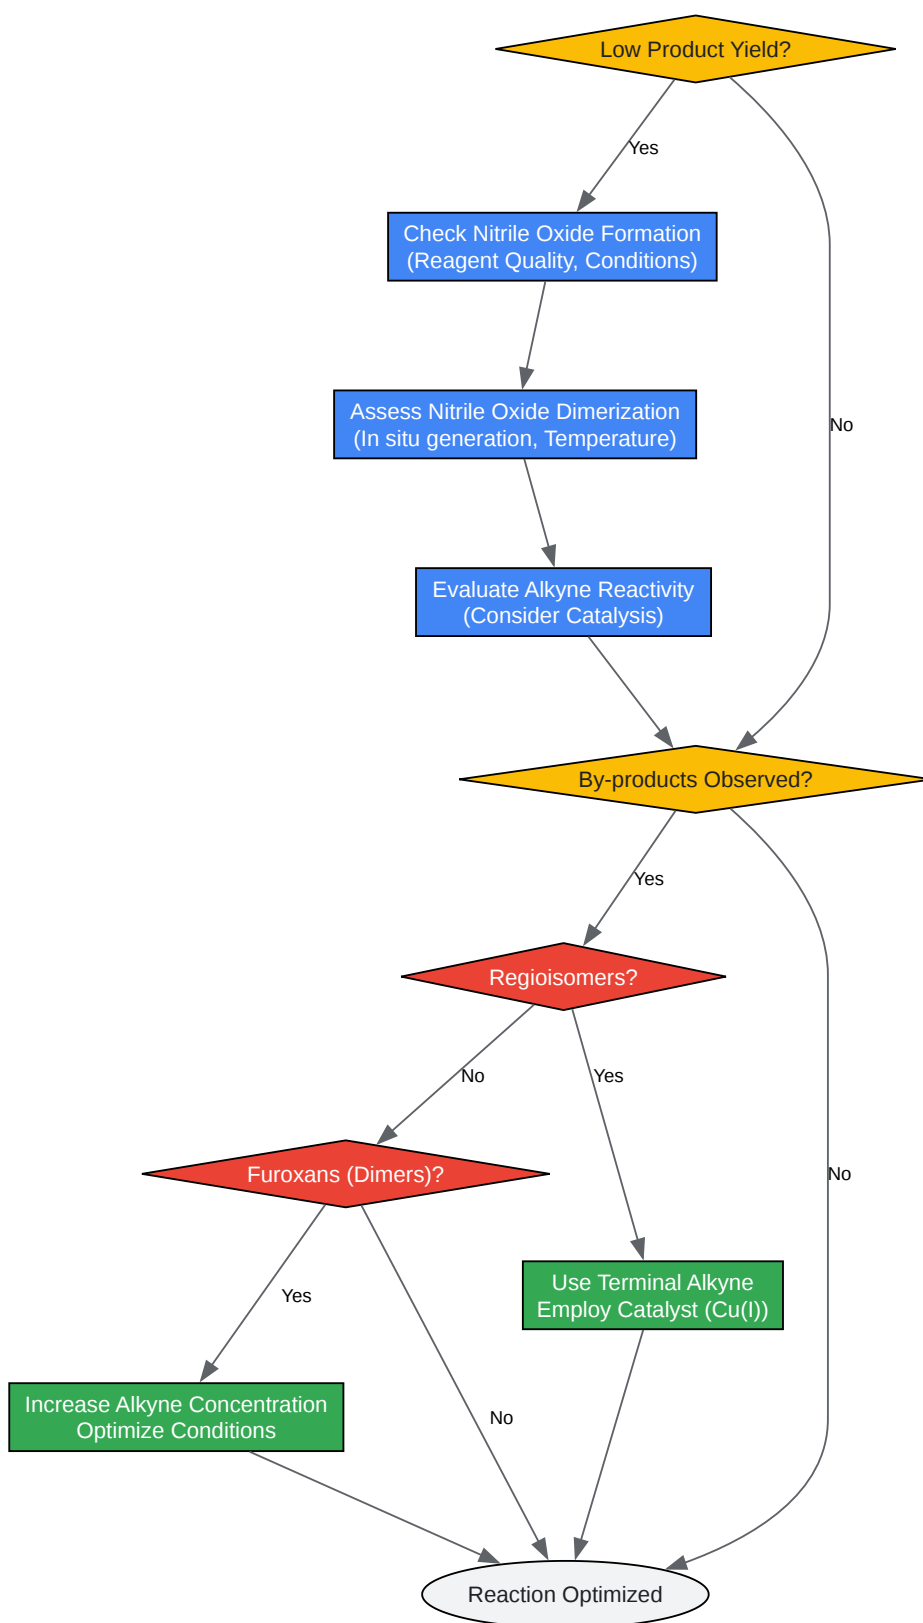 Low Product Yield?
Yes
Check Nitrile Oxide Formation
(Reagent Quality, Conditions)
Assess Nitrile Oxide Dimerization
(In situ generation, Temperature)
No
Evaluate Alkyne Reactivity
(Consider Catalysis)
By-products Observed?
Yes
Regioisomers?
No
Yes
Furoxans (Dimers)?
No
Use Terminal Alkyne
Employ Catalyst (Cu(I))
Yes
Increase Alkyne Concentration
Optimize Conditions
No
Reaction Optimized